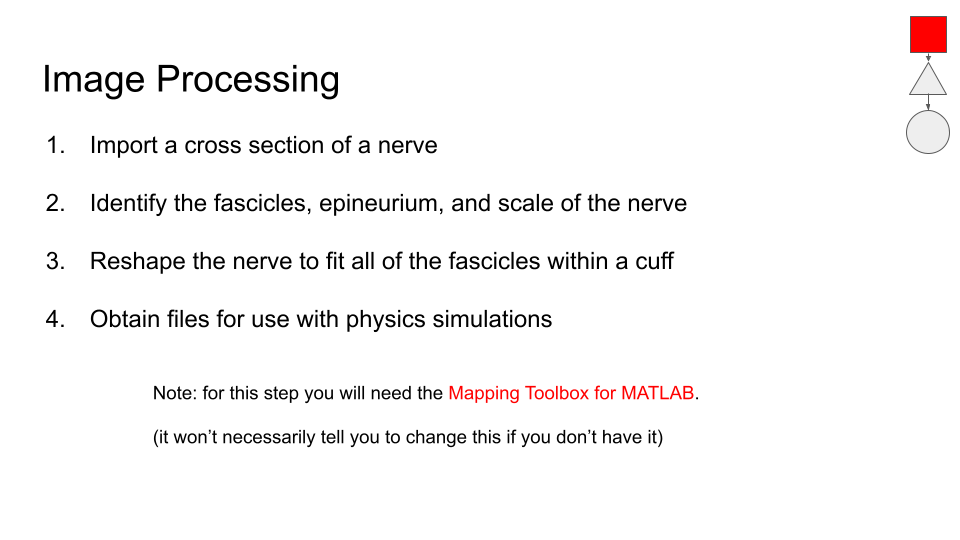 Image Processing
1. Import a cross section of a nerve
2. Identify the fascicles, epineurium, and scale of the nerve
3. Reshape the nerve to fit all of the fascicles within a cuff
4. Obtain files for use with physics simulations
Note: for this step you will need the Mapping Toolbox for MATLAB.
(it won’t necessarily tell you to change this if you don’t have it)